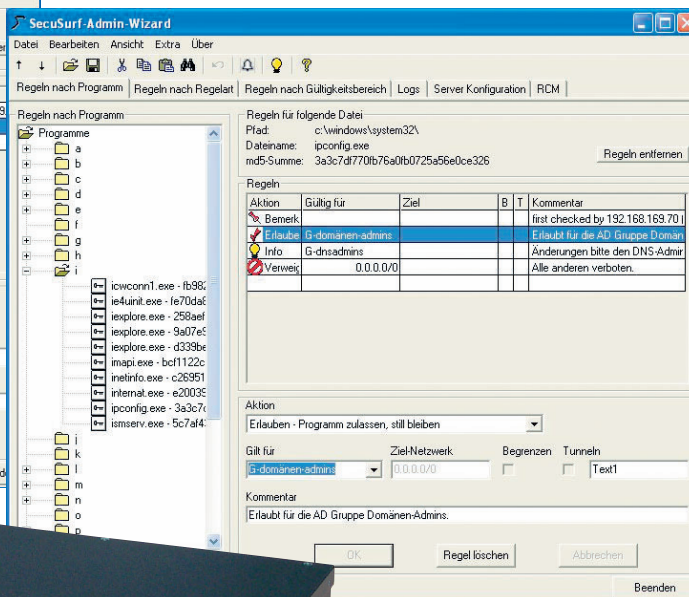 SecuSurf-Admin-Wizard
Datei Bearbeiten Ansicht Extra Über
Regeln nach Programm Regeln nach Regelart Regeln nach Gültigkeitsbereich Logs Server Konfiguration RCM
Regeln nach Programm
Programme
a
b
c
d
e
f
g
h
i
icwconn1.exe - fb982
ie4uinit.exe - fe70da8
iexplore.exe - 258aef
iexplore.exe - 9a07e9
iexplore.exe - d339be
imapi.exe - bcf1122c
inetinfo.exe - c26951
internat.exe - e20039
ipconfig.exe - 3a3c7c
ismserv.exe - 5c7af4
j
k
l
m
n
o
p
Regeln für folgende Datei
Pfad: c:\windows\system32\
Dateiname: ipconfig.exe
md5-Summe: 3a3c7df770fb76a0fb0725a56e0ce326
Regeln entfernen
Regeln
Aktion Gültig für Ziel B T Kommentar
Bemerk first checked by 192.168.169.70
Erlaube G-domänen-admins Erlaubt für die AD Gruppe Domän
Info G-dnsadmins Änderungen bitte den DNS-Admir
Verweig 0.0.0.0/0 Alle anderen verboten.
Aktion
Erlauben - Programm zulassen, still bleiben
Gilt für Ziel-Netzwerk Begrenzen Tunneln
G-domänen-admins 0.0.0.0/0 Text1
Kommentar
Erlaubt für die AD Gruppe Domänen-Admins.
OK Regel löschen Abbrechen
Beenden